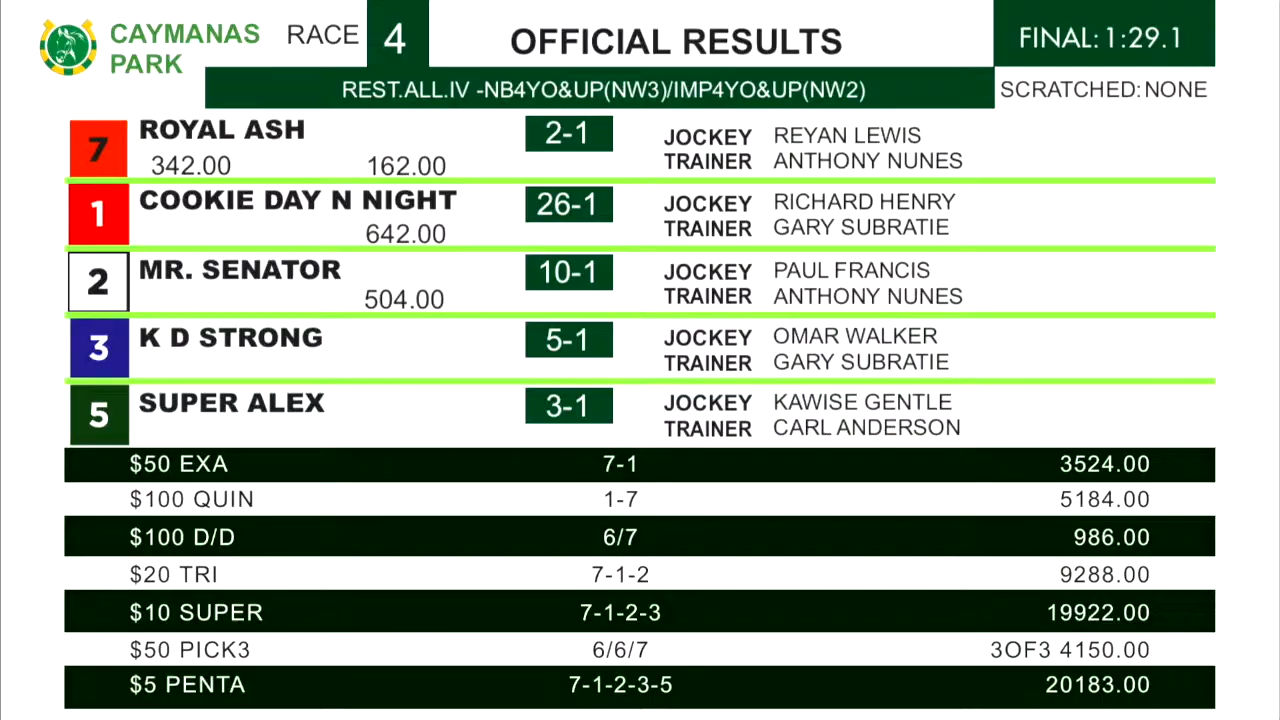 CAYMANAS PARK
RACE 4
OFFICIAL RESULTS
FINAL: 1:29.1
REST.ALL.IV -NB4YO&UP(NW3)/IMP4YO&UP(NW2)
SCRATCHED: NONE
7 ROYAL ASH 2-1 JOCKEY REYAN LEWIS
342.00 162.00 TRAINER ANTHONY NUNES
1 COOKIE DAY N NIGHT 26-1 JOCKEY RICHARD HENRY
642.00 TRAINER GARY SUBRATIE
2 MR. SENATOR 10-1 JOCKEY PAUL FRANCIS
504.00 TRAINER ANTHONY NUNES
3 K D STRONG 5-1 JOCKEY OMAR WALKER
TRAINER GARY SUBRATIE
5 SUPER ALEX 3-1 JOCKEY KAWISE GENTLE
TRAINER CARL ANDERSON
$50 EXA 7-1 3524.00
$100 QUIN 1-7 5184.00
$100 D/D 6/7 986.00
$20 TRI 7-1-2 9288.00
$10 SUPER 7-1-2-3 19922.00
$50 PICK3 6/6/7 3OF3 4150.00
$5 PENTA 7-1-2-3-5 20183.00